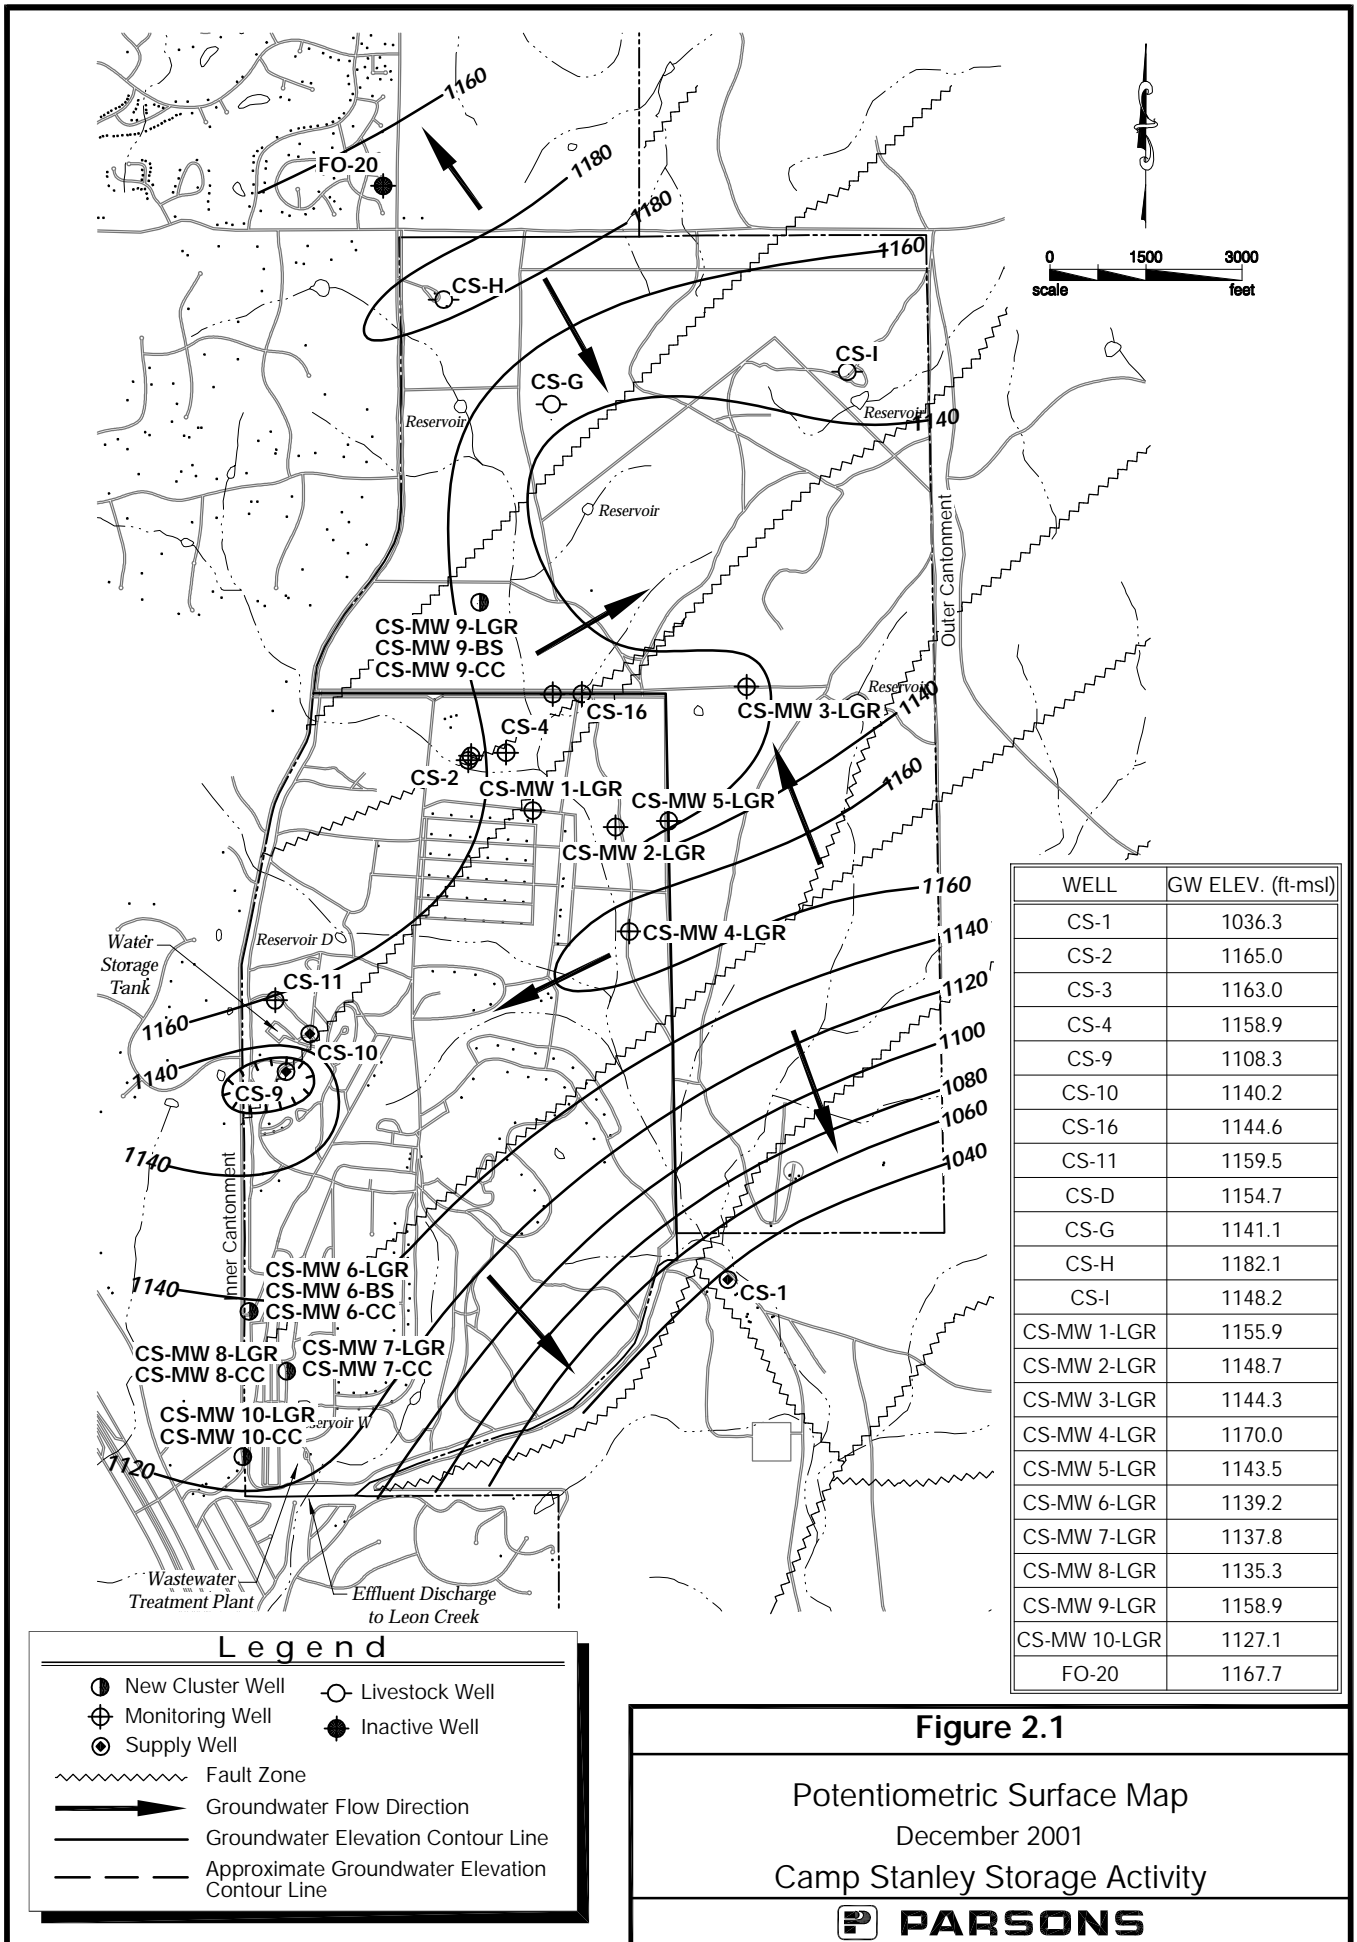 1160
1180
FO-20
1180
1160
0 1500 3000
scale feet
CS-H
CS-I
CS-G
Reservoir
Reservoir
1140
Reservoir
Outer Cantonment
CS-MW 9-LGR
CS-MW 9-BS
CS-MW 9-CC
Reservoir
CS-16
CS-MW 3-LGR
1140
CS-4
CS-2
1160
CS-MW 1-LGR
CS-MW 5-LGR
CS-MW 2-LGR
1160
CS-MW 4-LGR
1140
Water
Storage
Tank
Reservoir D
CS-11
1120
1160
1100
CS-10
1140
1080
CS-9
1060
1140
1040
Inner Cantonment
1140
CS-MW 6-LGR
CS-MW 6-BS
CS-MW 6-CC
CS-1
CS-MW 8-LGR
CS-MW 8-CC
CS-MW 7-LGR
CS-MW 7-CC
CS-MW 10-LGR
CS-MW 10-CC
servoir W
1120
Wastewater
Treatment Plant
Effluent Discharge
to Leon Creek
WELL GW ELEV. (ft-msl)
CS-1 1036.3
CS-2 1165.0
CS-3 1163.0
CS-4 1158.9
CS-9 1108.3
CS-10 1140.2
CS-16 1144.6
CS-11 1159.5
CS-D 1154.7
CS-G 1141.1
CS-H 1182.1
CS-I 1148.2
CS-MW 1-LGR 1155.9
CS-MW 2-LGR 1148.7
CS-MW 3-LGR 1144.3
CS-MW 4-LGR 1170.0
CS-MW 5-LGR 1143.5
CS-MW 6-LGR 1139.2
CS-MW 7-LGR 1137.8
CS-MW 8-LGR 1135.3
CS-MW 9-LGR 1158.9
CS-MW 10-LGR 1127.1
FO-20 1167.7
Legend
New Cluster Well
Monitoring Well
Supply Well
Livestock Well
Inactive Well
Fault Zone
Groundwater Flow Direction
Groundwater Elevation Contour Line
Approximate Groundwater Elevation
Contour Line
Figure 2.1
Potentiometric Surface Map
December 2001
Camp Stanley Storage Activity
PARSONS